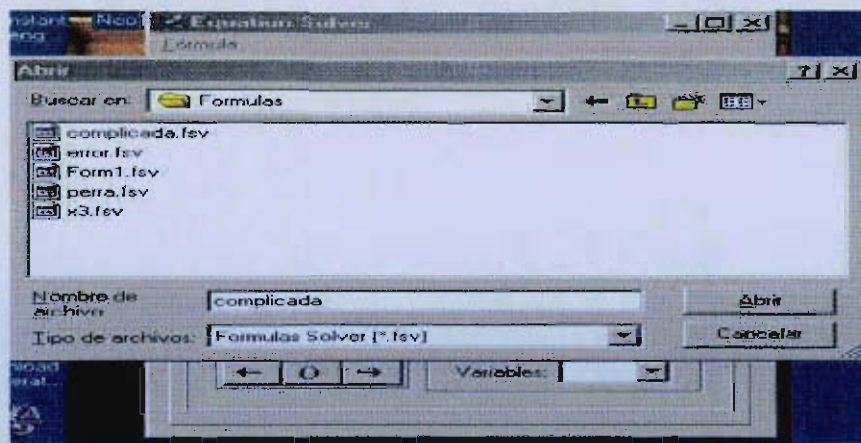 Equation Solver
Fórmula
Abrir
Buscar en: Formulas
complicada.fsv
error.fsv
Form1.fsv
perra.fsv
x3.fsv
Nombre de archivo: complicada
Abrir
Tipo de archivos: Formulas Solver (*.fsv)
Cancelar
Variables: